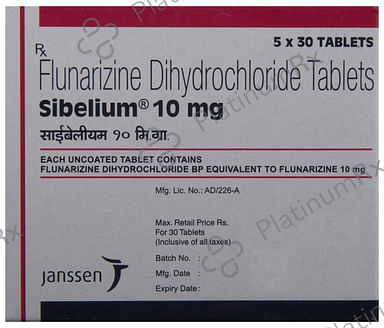 5 x 30 TABLETS
Rx
Flunarizine Dihydrochloride Tablets
Sibelium® 10 mg
साईबेलीयम १० मि.ग्रा.
EACH UNCOATED TABLET CONTAINS
FLUNARIZINE DIHYDROCHLORIDE BP EQUIVALENT TO FLUNARIZINE 10 mg
Mfg. Lic. No.: AD/226-A
Max. Retail Price Rs.
For 30 Tablets
(Inclusive of all taxes)
Batch No. :
Mfg. Date :
Expiry Date :
janssen
PlatinumRx
PlatinumRx
PlatinumRx